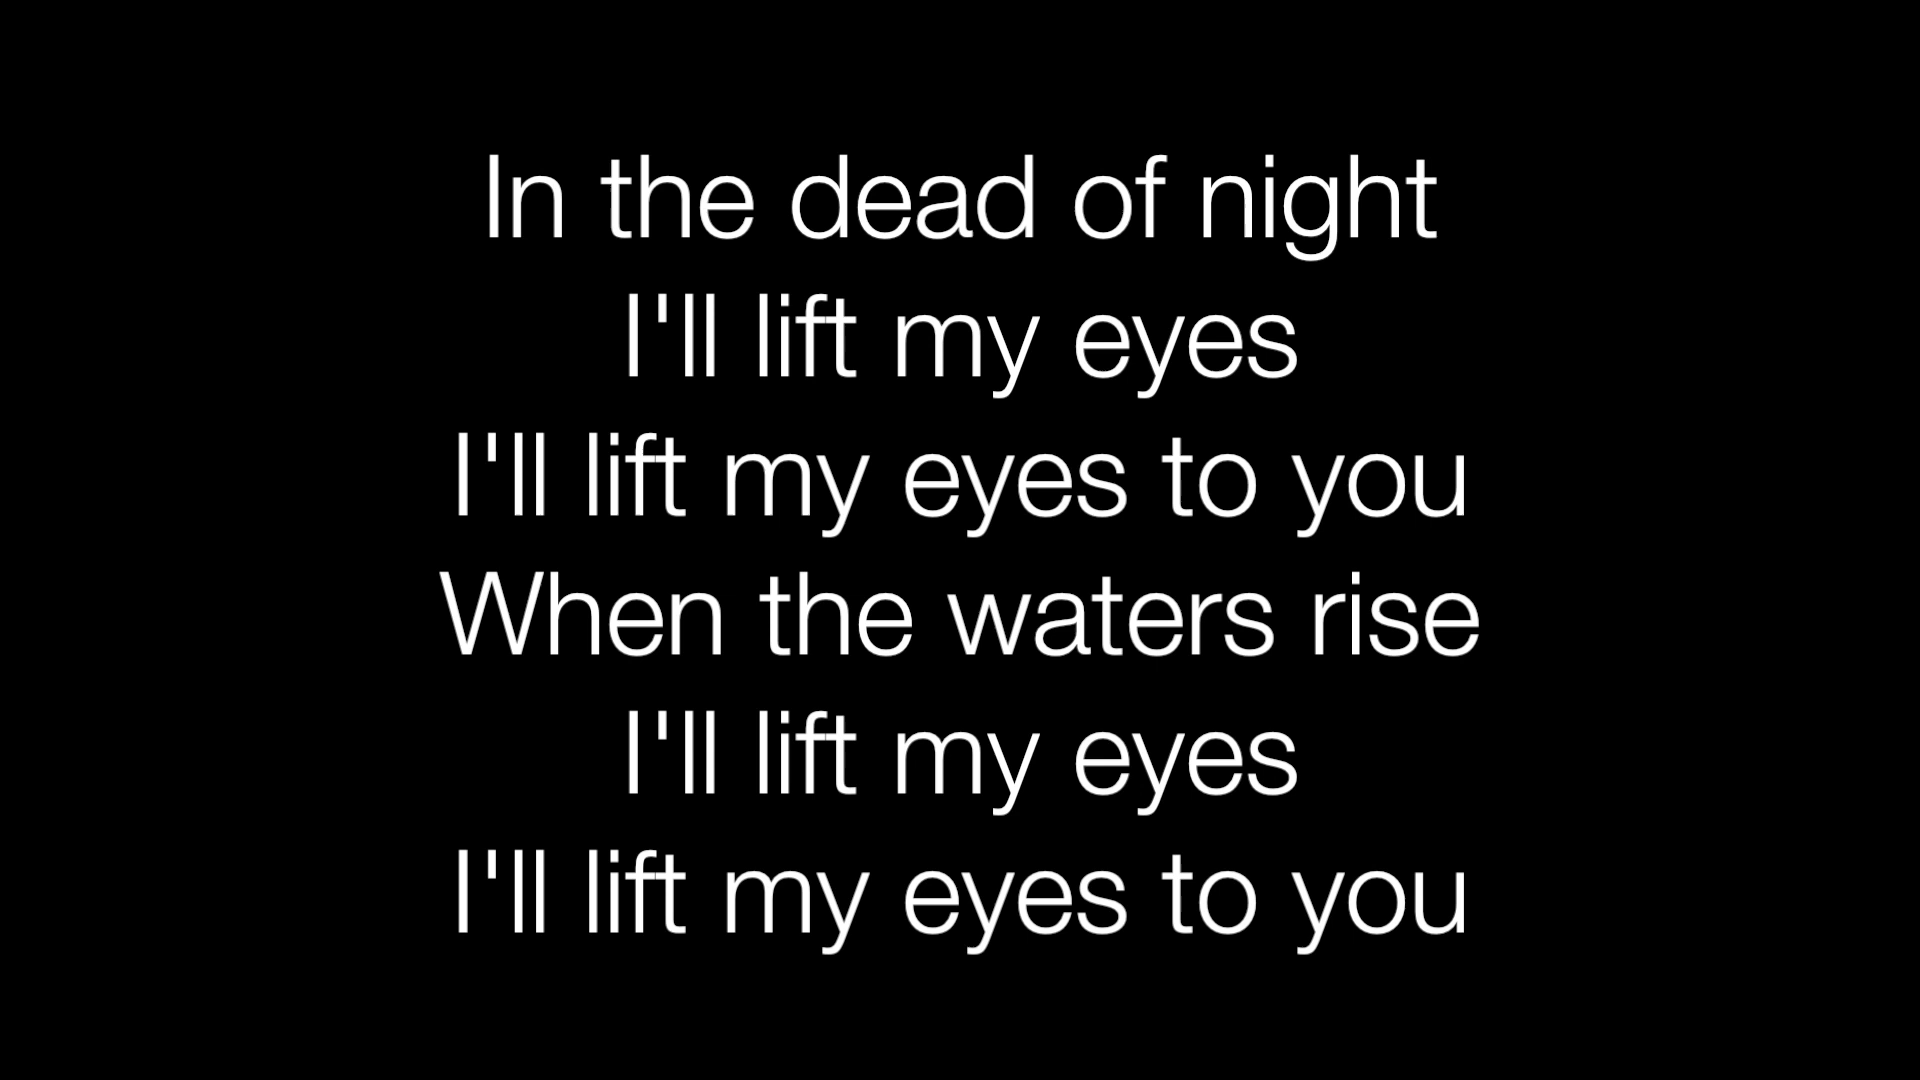 In the dead of night
I'll lift my eyes
I'll lift my eyes to you
When the waters rise
I'll lift my eyes
I'll lift my eyes to you